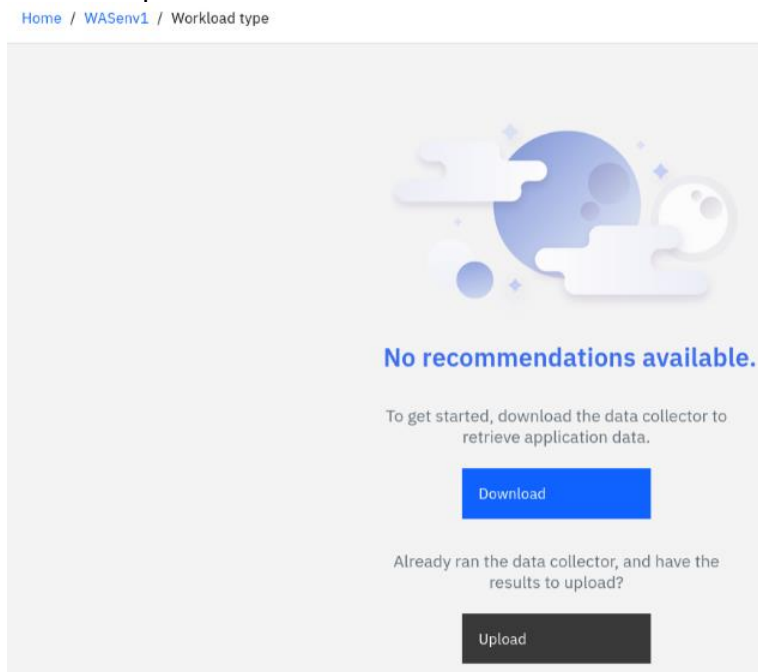 Home / WASenv1 / Workload type
No recommendations available.
To get started, download the data collector to
retrieve application data.
Download
Already ran the data collector, and have the
results to upload?
Upload